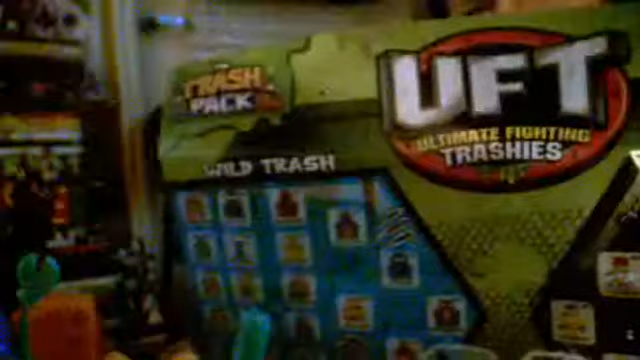 TRASH
PACK
UFT
ULTIMATE FIGHTING
TRASHIES
WILD TRASH